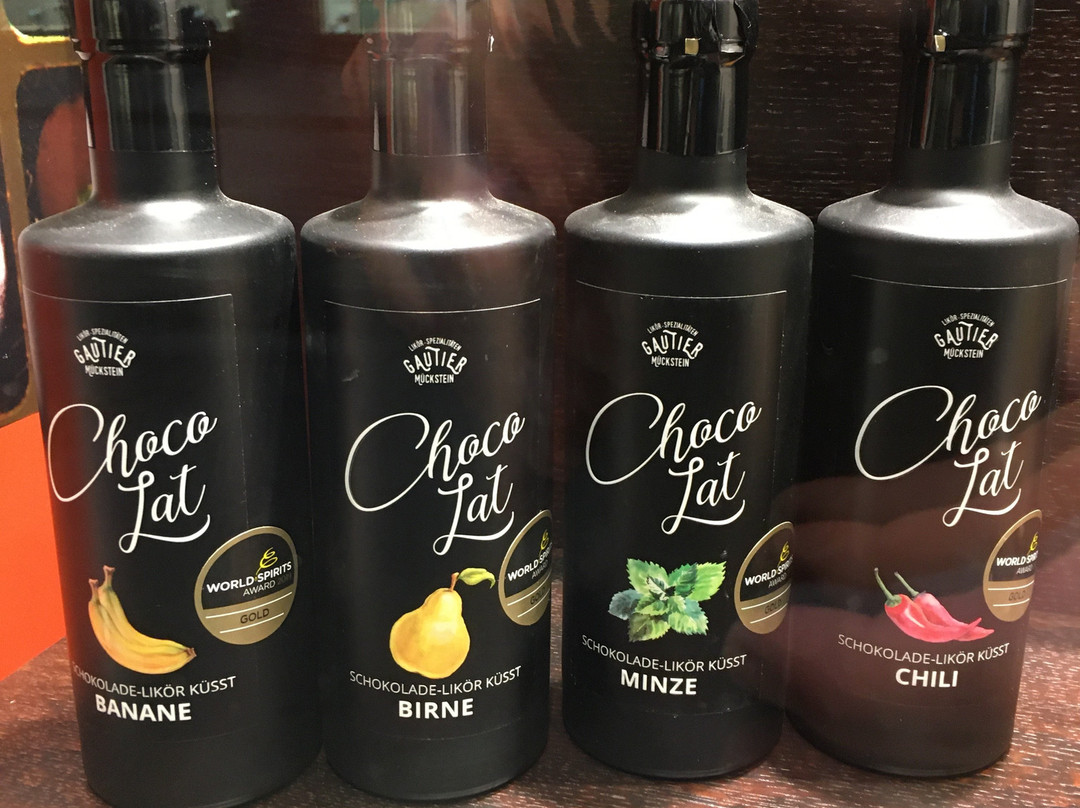 LIKÖR-SPEZIALITÄTEN
GAUTIER
MÜCKSTEIN
Choco
Lat
WORLD SPIRITS
AWARD
GOLD
SCHOKOLADE-LIKÖR KÜSST
BANANE
LIKÖR-SPEZIALITÄTEN
GAUTIER
MÜCKSTEIN
Choco
Lat
WORLD SPIRITS
AWARD
GOLD
SCHOKOLADE-LIKÖR KÜSST
BIRNE
LIKÖR-SPEZIALITÄTEN
GAUTIER
MÜCKSTEIN
Choco
Lat
WORLD SPIRITS
AWARD
GOLD
SCHOKOLADE-LIKÖR KÜSST
MINZE
LIKÖR-SPEZIALITÄTEN
GAUTIER
MÜCKSTEIN
Choco
Lat
WORLD SPIRITS
AWARD
GOLD
SCHOKOLADE-LIKÖR KÜSST
CHILI